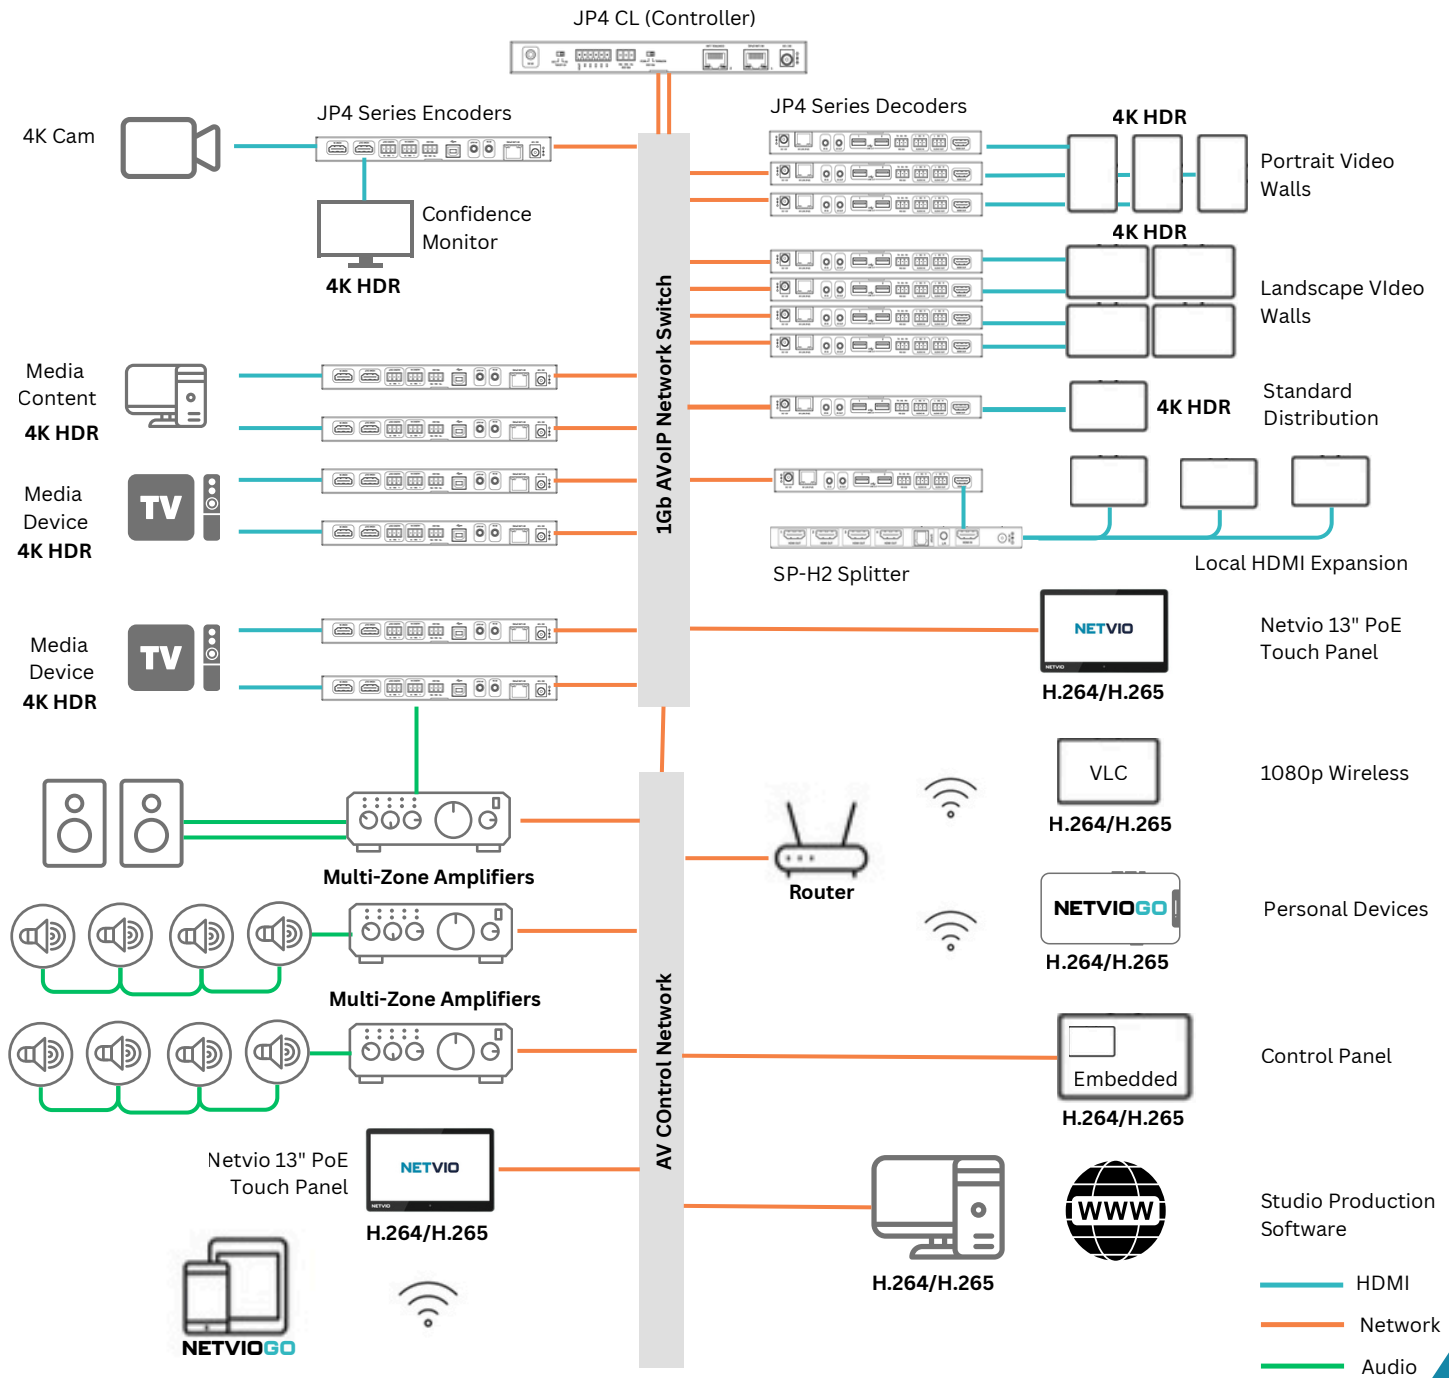 JP4 CL (Controller)
JP4 Series Encoders
4K Cam
Confidence
Monitor
4K HDR
Media
Content
4K HDR
TV
Media
Device
4K HDR
TV
Media
Device
4K HDR
1Gb AVoIP Network Switch
JP4 Series Decoders
4K HDR
Portrait Video
Walls
4K HDR
Landscape VIdeo
Walls
4K HDR
Standard
Distribution
SP-H2 Splitter
Local HDMI Expansion
NETVIO
NETVIO
H.264/H.265
Netvio 13" PoE
Touch Panel
VLC
H.264/H.265
1080p Wireless
Router
NETVIOGO
H.264/H.265
Personal Devices
Multi-Zone Amplifiers
Multi-Zone Amplifiers
AV COntrol Network
Embedded
H.264/H.265
Control Panel
Netvio 13" PoE
Touch Panel
NETVIO
NETVIO
H.264/H.265
NETVIOGO
H.264/H.265
WWW
Studio Production
Software
HDMI
Network
Audio